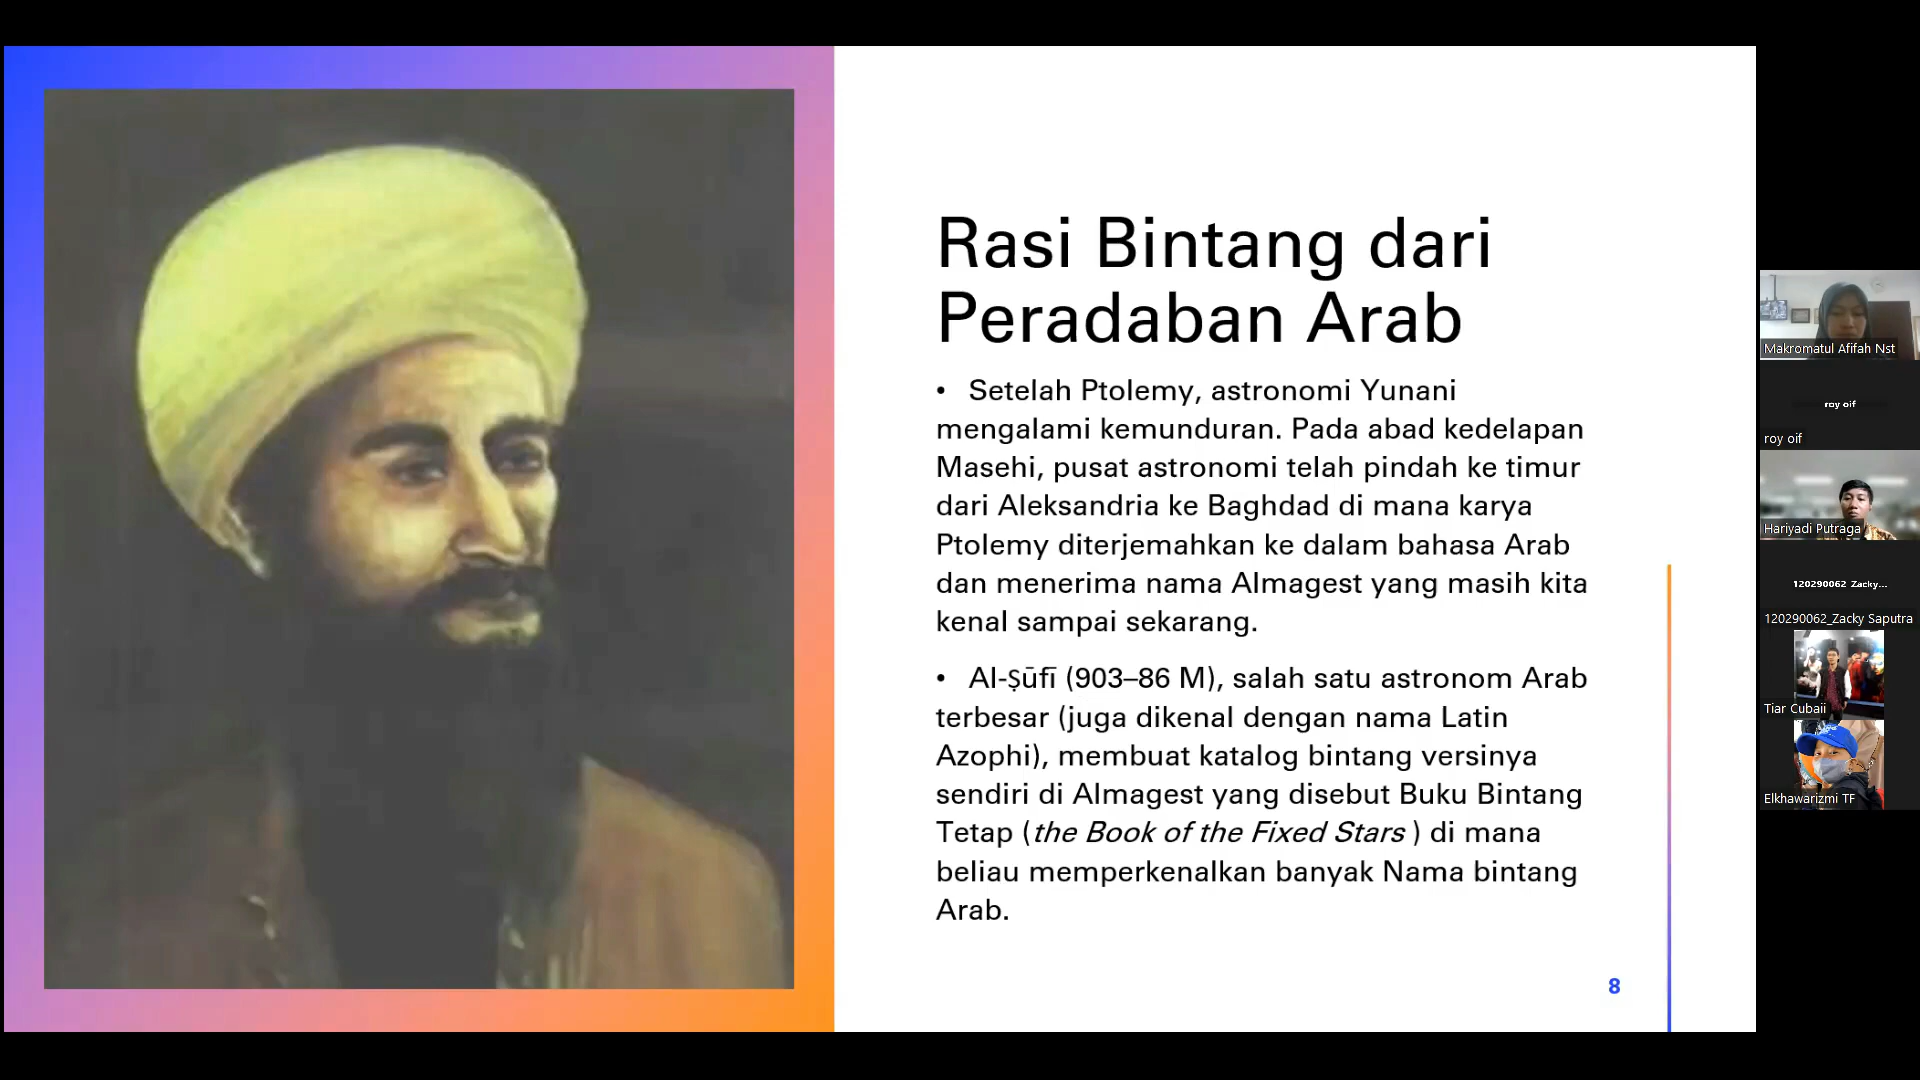 Rasi Bintang dari
Peradaban Arab
• Setelah Ptolemy, astronomi Yunani
mengalami kemunduran. Pada abad kedelapan
Masehi, pusat astronomi telah pindah ke timur
dari Aleksandria ke Baghdad di mana karya
Ptolemy diterjemahkan ke dalam bahasa Arab
dan menerima nama Almagest yang masih kita
kenal sampai sekarang.
• Al-Ṣūfī (903–86 M), salah satu astronom Arab
terbesar (juga dikenal dengan nama Latin
Azophi), membuat katalog bintang versinya
sendiri di Almagest yang disebut Buku Bintang
Tetap (the Book of the Fixed Stars ) di mana
beliau memperkenalkan banyak Nama bintang
Arab.
8
Makromatul Afifah Nst
roy oif
roy oif
Hariyadi Putraga
120290062_Zacky...
120290062_Zacky Saputra
Tiar Cubaii
Elkhawarizmi TF